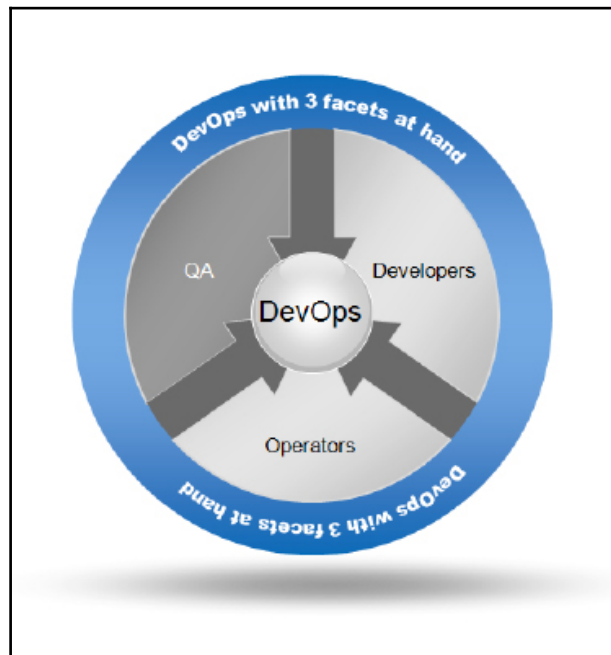 DevOps with 3 facets at hand
QA
Developers
DevOps
Operators
DevOps with 3 facets at hand